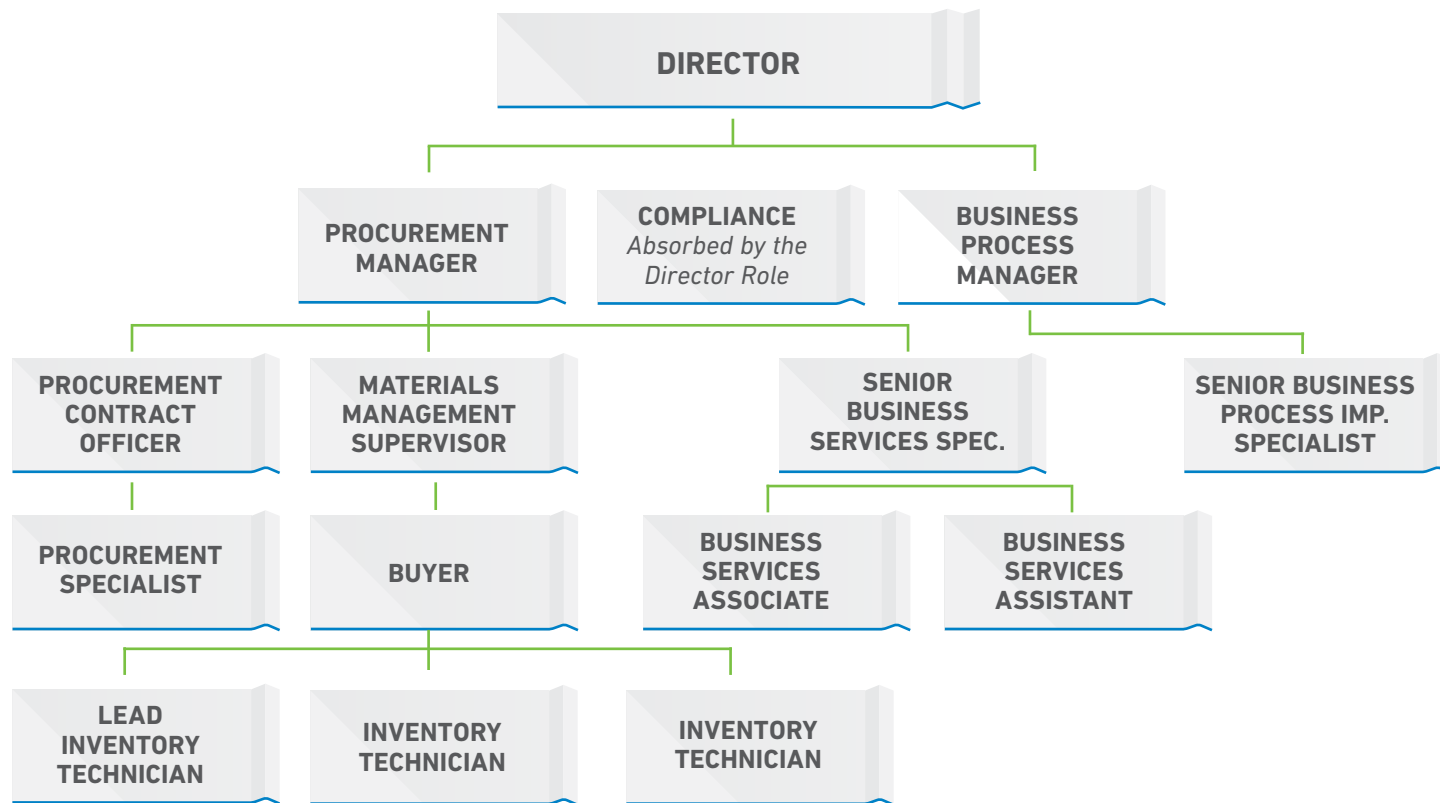 DIRECTOR
PROCUREMENT
MANAGER
COMPLIANCE
Absorbed by the
Director Role
BUSINESS
PROCESS
MANAGER
PROCUREMENT
CONTRACT
OFFICER
MATERIALS
MANAGEMENT
SUPERVISOR
SENIOR
BUSINESS
SERVICES SPEC.
SENIOR BUSINESS
PROCESS IMP.
SPECIALIST
PROCUREMENT
SPECIALIST
BUYER
BUSINESS
SERVICES
ASSOCIATE
BUSINESS
SERVICES
ASSISTANT
LEAD
INVENTORY
TECHNICIAN
INVENTORY
TECHNICIAN
INVENTORY
TECHNICIAN